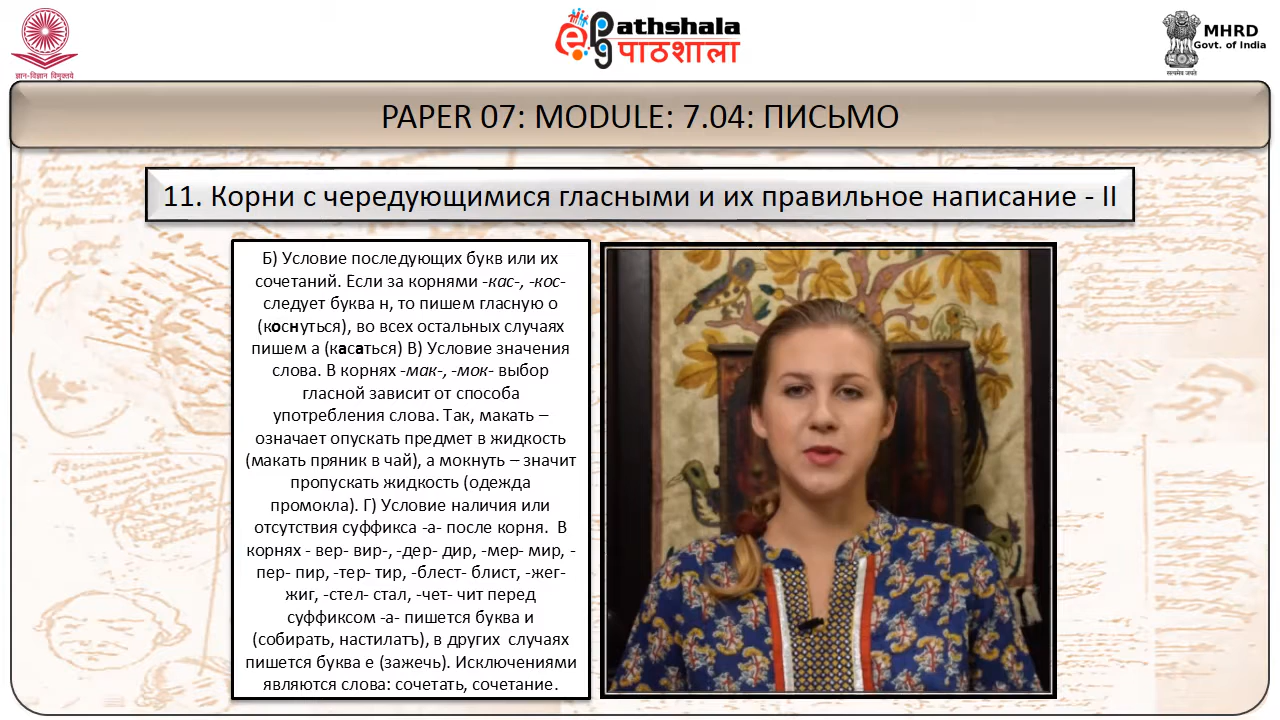 ज्ञान-विज्ञान विमुक्तये
ePathshala
पाठशाला
MHRD
Govt. of India
सत्यमेव जयते
PAPER 07: MODULE: 7.04: ПИСЬМО
11. Корни с чередующимися гласными и их правильное написание - II
Б) Условие последующих букв или их
сочетаний. Если за корнями -кас-, -кос-
следует буква н, то пишем гласную о
(коснуться), во всех остальных случаях
пишем а (касаться) В) Условие значения
слова. В корнях -мак-, -мок- выбор
гласной зависит от способа
употребления слова. Так, макать –
означает опускать предмет в жидкость
(макать пряник в чай), а мокнуть – значит
пропускать жидкость (одежда
промокла). Г) Условие наличия или
отсутствия суффикса -а- после корня. В
корнях - вер- вир-, -дер- дир, -мер- мир, -
пер- пир, -тер- тир, -блест- блист, -жег-
жиг, -стел- стал, -чет- чит перед
суффиксом -а- пишется буква и
(собирать, настилатъ), в других случаях
пишется буква е (зажечь). Исключениями
являются слова: сочетать, сочетание.